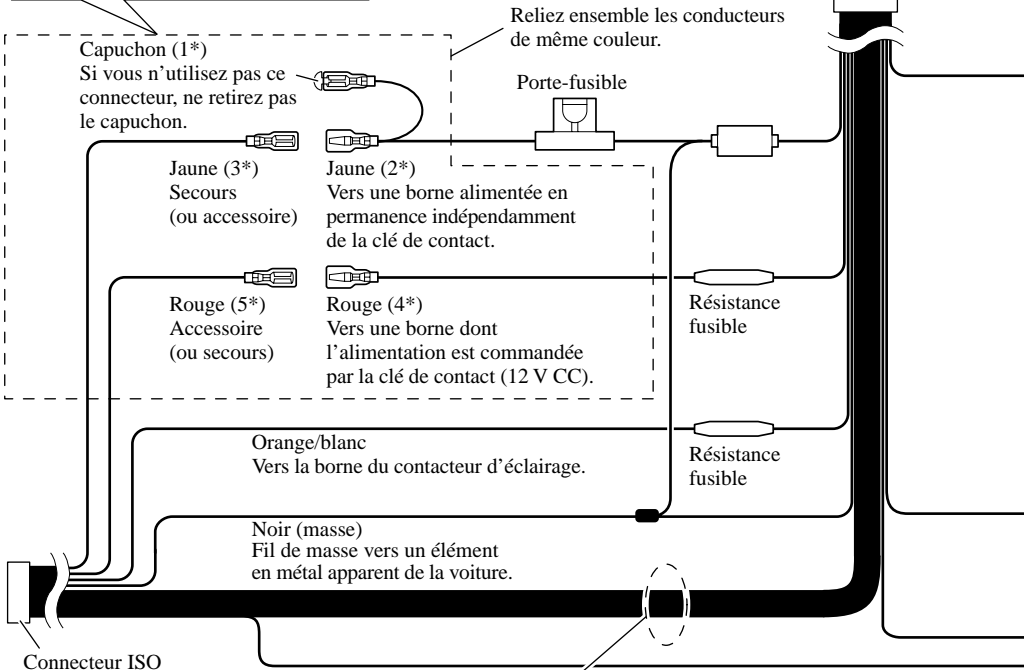 Reliez ensemble les conducteurs
de même couleur.
Capuchon (1*)
Si vous n'utilisez pas ce
connecteur, ne retirez pas
le capuchon.
Porte-fusible
Jaune (3*)
Secours
(ou accessoire)
Jaune (2*)
Vers une borne alimentée en
permanence indépendamment
de la clé de contact.
Rouge (5*)
Accessoire
(ou secours)
Rouge (4*)
Vers une borne dont
l'alimentation est commandée
par la clé de contact (12 V CC).
Résistance
fusible
Orange/blanc
Vers la borne du contacteur d'éclairage.
Résistance
fusible
Noir (masse)
Fil de masse vers un élément
en métal apparent de la voiture.
Connecteur ISO